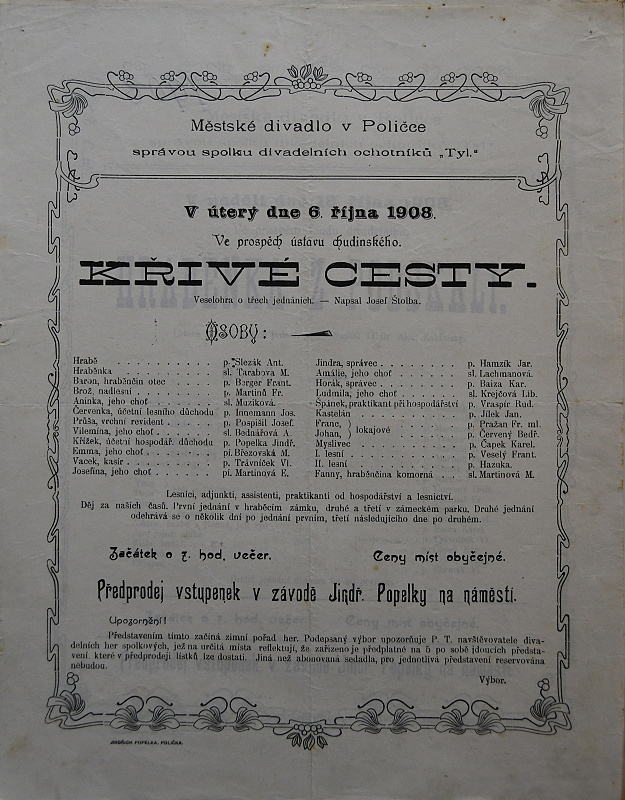 Městské divadlo v Poličce
správou spolku divadelních ochotníků „Tyl."
V úterý dne 6. října 1908.
Ve prospěch ústavu chudinského.
KŘIVÉ CESTY.
Veselohra o třech jednáních. — Napsal Josef Štolba.
Osoby:
Hrabě . . . . . . . . . . p. Slezák Ant.
Hraběnka . . . . . . . . . sl. Tarabova M.
Baron, hraběnčin otec . . . . p. Berger Frant.
Brož, nadlesní . . . . . . . p. Martinů Fr.
Aninka, jeho choť . . . . . . sl. Muziková.
Červenka, účetní lesního důchodu p. Innemann Jos.
Průša, vrchní revident . . . . . p. Pospíšil Josef.
Vilemína, jeho choť . . . . . . sl. Bednářová A.
Křížek, účetní hospodář. důchodu p. Popelka Jindř.
Emma, jeho choť . . . . . . . pí. Březovská M.
Vacek, kasír . . . . . . . . . p. Trávníček Vl.
Josefina, jeho choť . . . . . . pí. Martinová E.
Jindra, správec . . . . . . . . p. Hamzík Jar.
Amálie, jeho choť . . . . . . . sl. Lachmanová.
Horák, správec . . . . . . . . p. Baiza Kar.
Ludmila, jeho choť . . . . . . sl. Krejčová Lib.
Špánek, praktikant při hospodářství p. Vraspír Rud.
Kastelán . . . . . . . . . . p. Jílek Jan.
Franc, } lokajové . . . . . . p. Pražan Fr. ml.
Johan, } . . . . . . p. Červený Bedř.
Myslivec . . . . . . . . . . p. Čapek Karel.
I. lesní . . . . . . . . . . p. Veselý Frant.
II. lesní . . . . . . . . . . p. Hazuka.
Fanny, hraběnčina komorná . . sl. Martinová M.
Lesníci, adjunkti, assistenti, praktikanti od hospodářství a lesnictví.
Děj za našich časů. První jednání v hraběcím zámku, druhé a třetí v zámeckém parku. Druhé jednání
odehrává se o několik dní po jednání prvním, třetí následujícího dne po druhém.
Začátek o 7. hod. večer. Ceny míst obyčejné.
Předprodej vstupenek v závodě Jindř. Popelky na náměstí.
Upozornění!
Představením tímto začíná zimní pořad her. Podepsaný výbor upozorňuje P. T. navštěvovatele diva-
delních her spolkových, jež na určitá místa reflektují, že zařízeno je předplatné na 5 po sobě jdoucích předsta-
vení, které v předprodeji lístků lze dostati. Jiná než abonovaná sedadla, pro jednotlivá představení reservována
nebudou.
Výbor.
JINDŘICH POPELKA, POLIČKA.